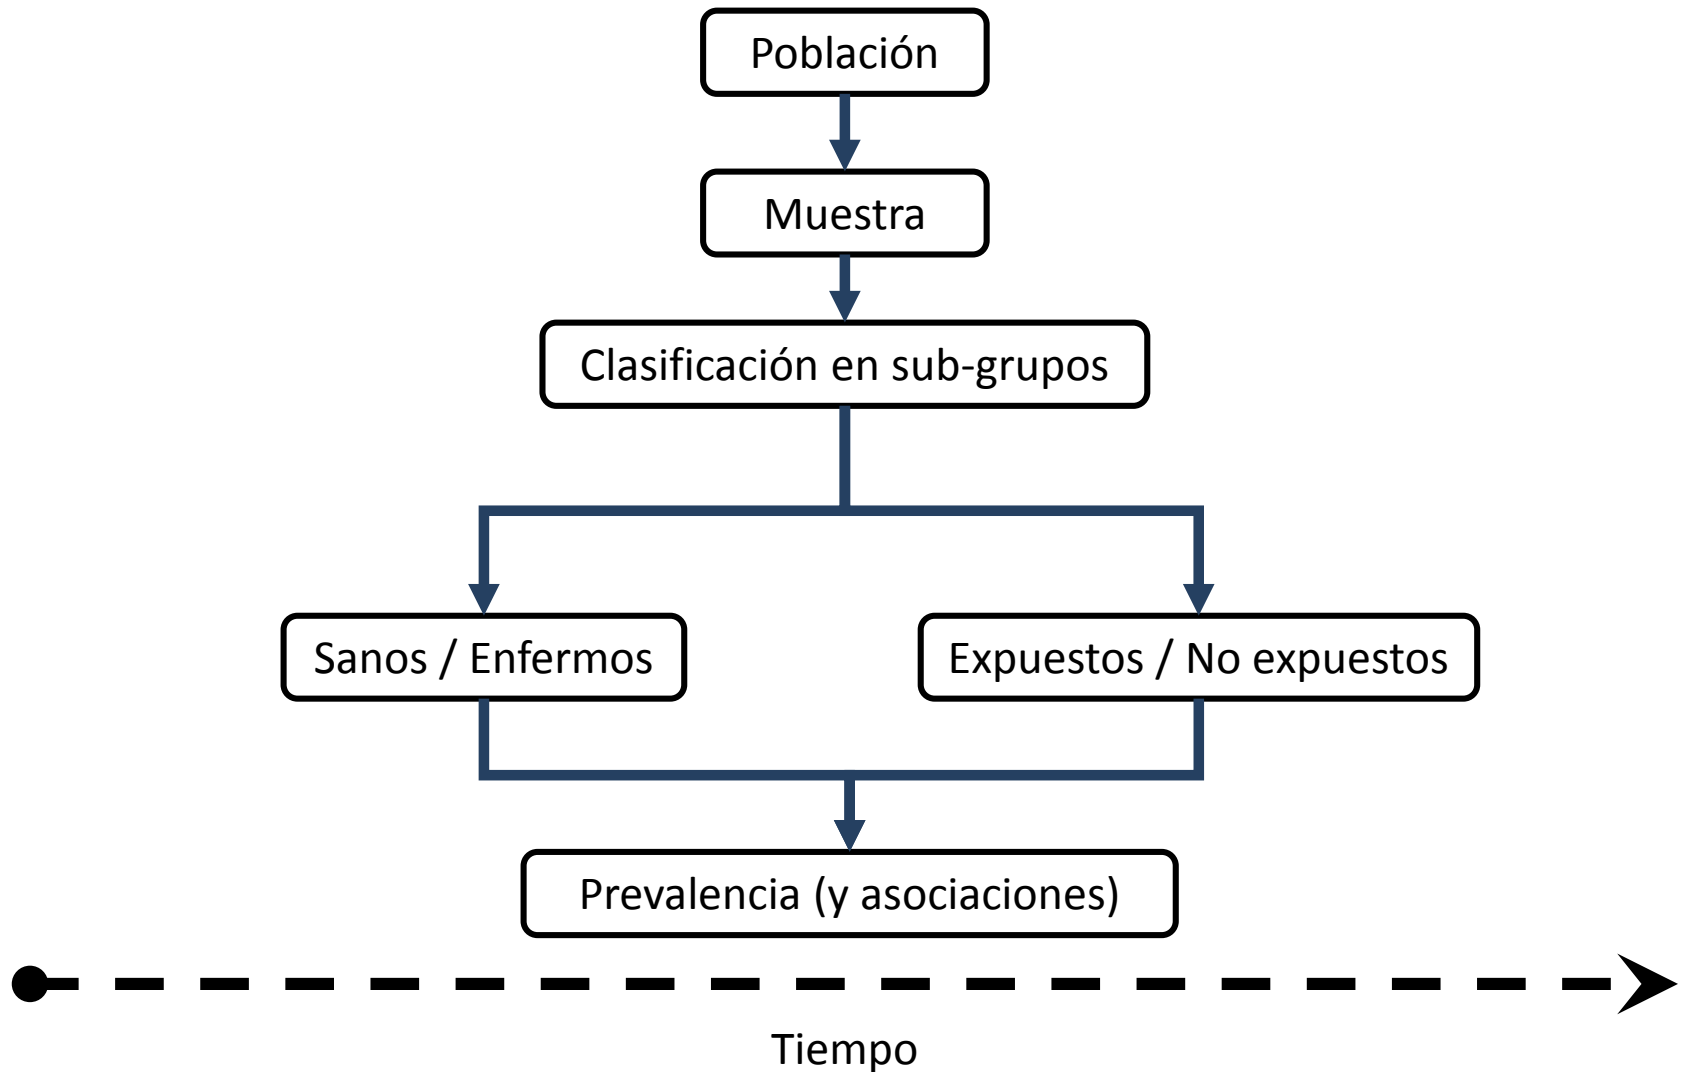 Población
Muestra
Clasificación en sub-grupos
Sanos / Enfermos
Expuestos / No expuestos
Prevalencia (y asociaciones)
Tiempo